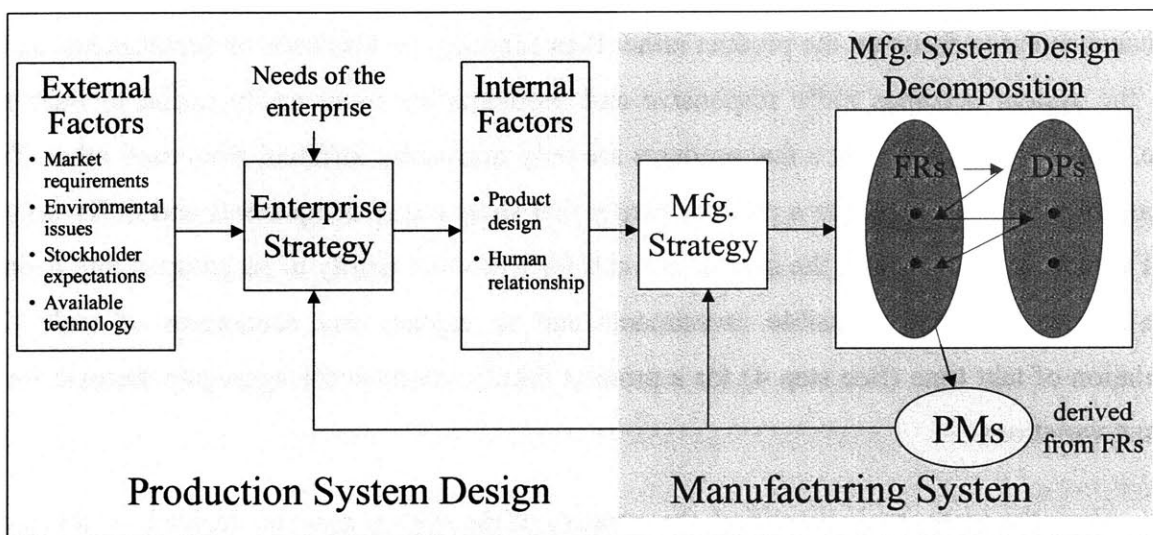 External
Factors
• Market
requirements
• Environmental
issues
• Stockholder
expectations
• Available
technology
Needs of the
enterprise
Enterprise
Strategy
Internal
Factors
• Product
design
• Human
relationship
Mfg.
Strategy
Mfg. System Design
Decomposition
FRs
DPs
PMs
derived
from FRs
Production System Design
Manufacturing System